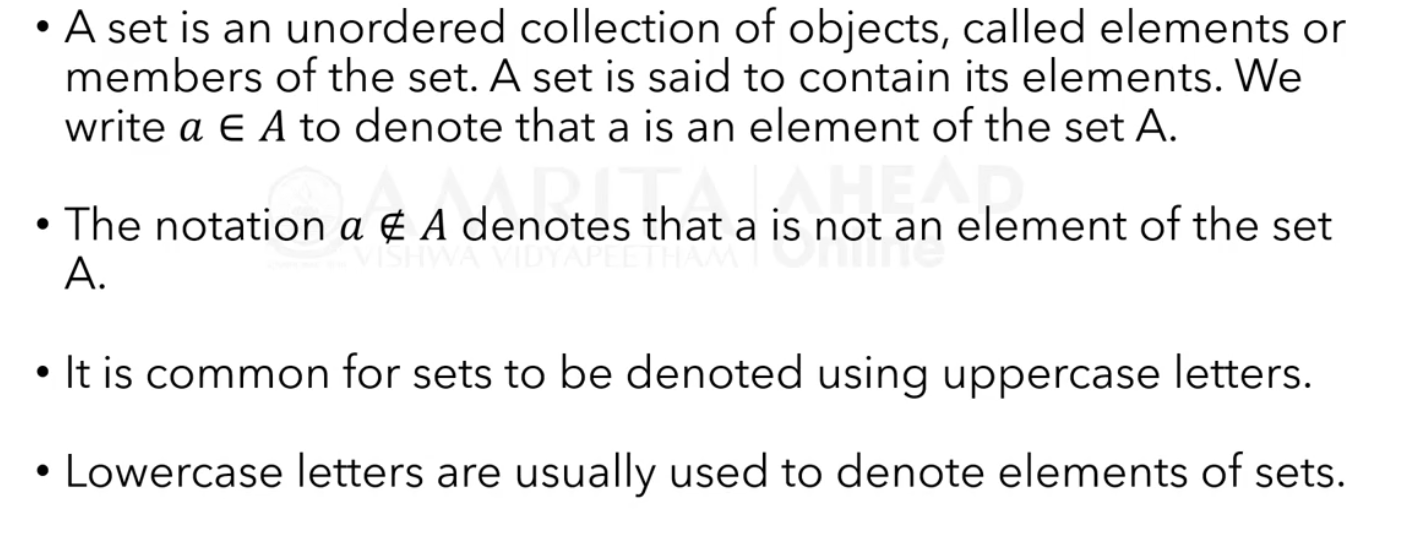 • A set is an unordered collection of objects, called elements or
members of the set. A set is said to contain its elements. We
write a ∈ A to denote that a is an element of the set A.
AMRITA AHEAD
• The notation a ∉ A denotes that a is not an element of the set
VISHWA VIDYAPEETHAM Online
A.
• It is common for sets to be denoted using uppercase letters.
• Lowercase letters are usually used to denote elements of sets.